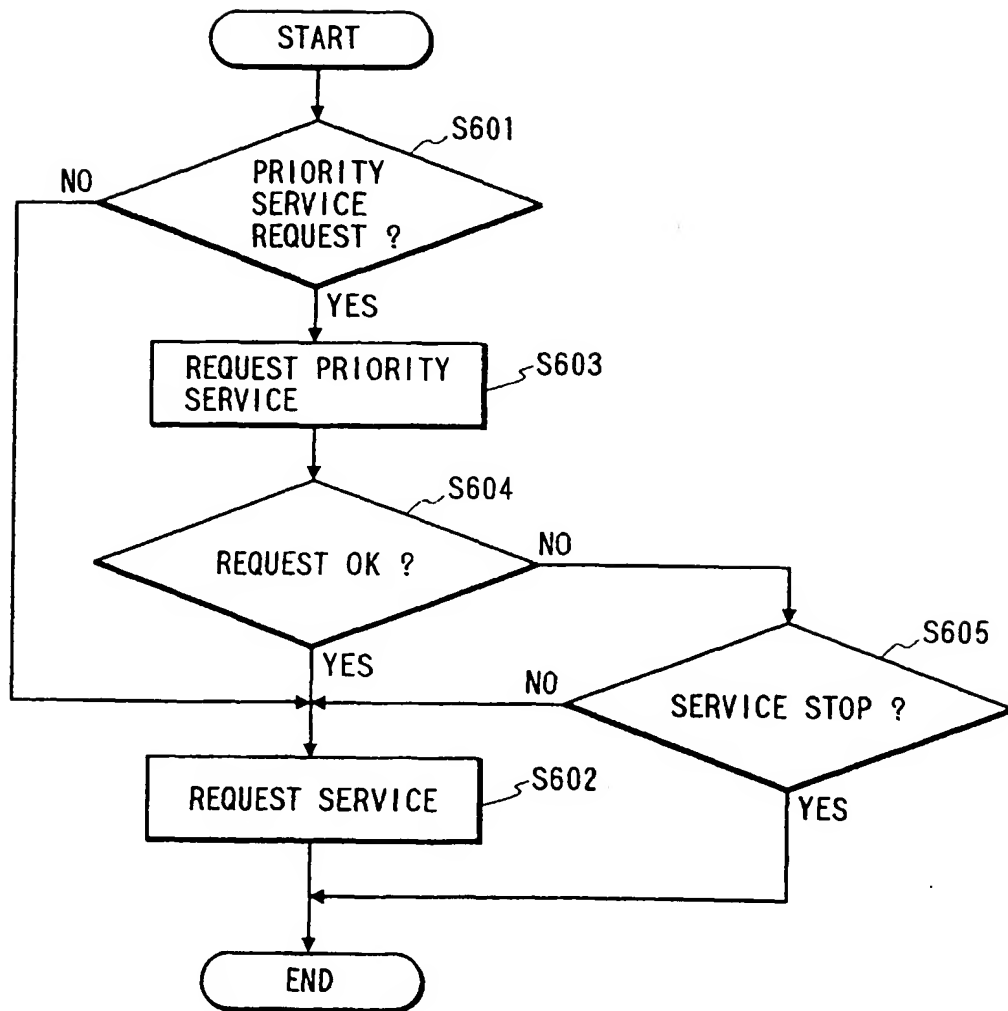 START
S601
NO
PRIORITY
SERVICE
REQUEST ?
YES
REQUEST PRIORITY
SERVICE
S603
S604
REQUEST OK ?
NO
S605
YES
NO
SERVICE STOP ?
REQUEST SERVICE
S602
YES
END